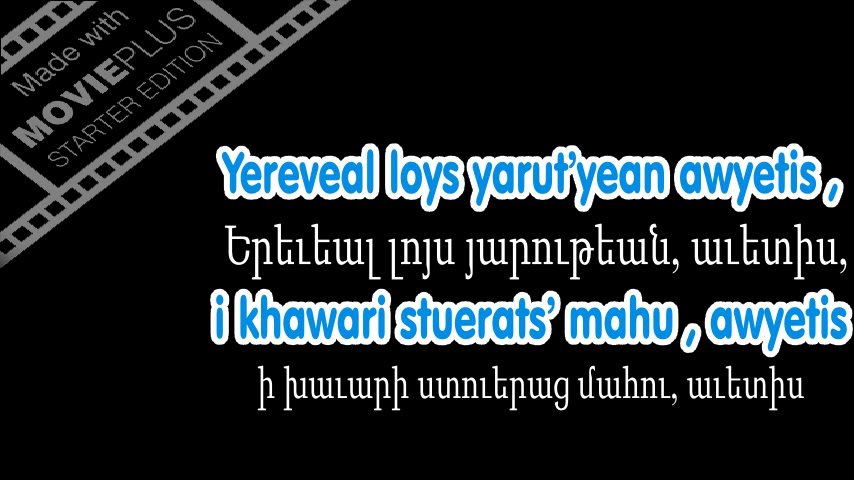 Made with
MOVIEPLUS
STARTER EDITION
Yereveal loys yarut’yean awyetis ,
Երեւեալ լոյս յարութեան, աւետիս,
i khawari stuerats’ mahu , awyetis
ի խաւարի ստուերաց մահու, աւետիս